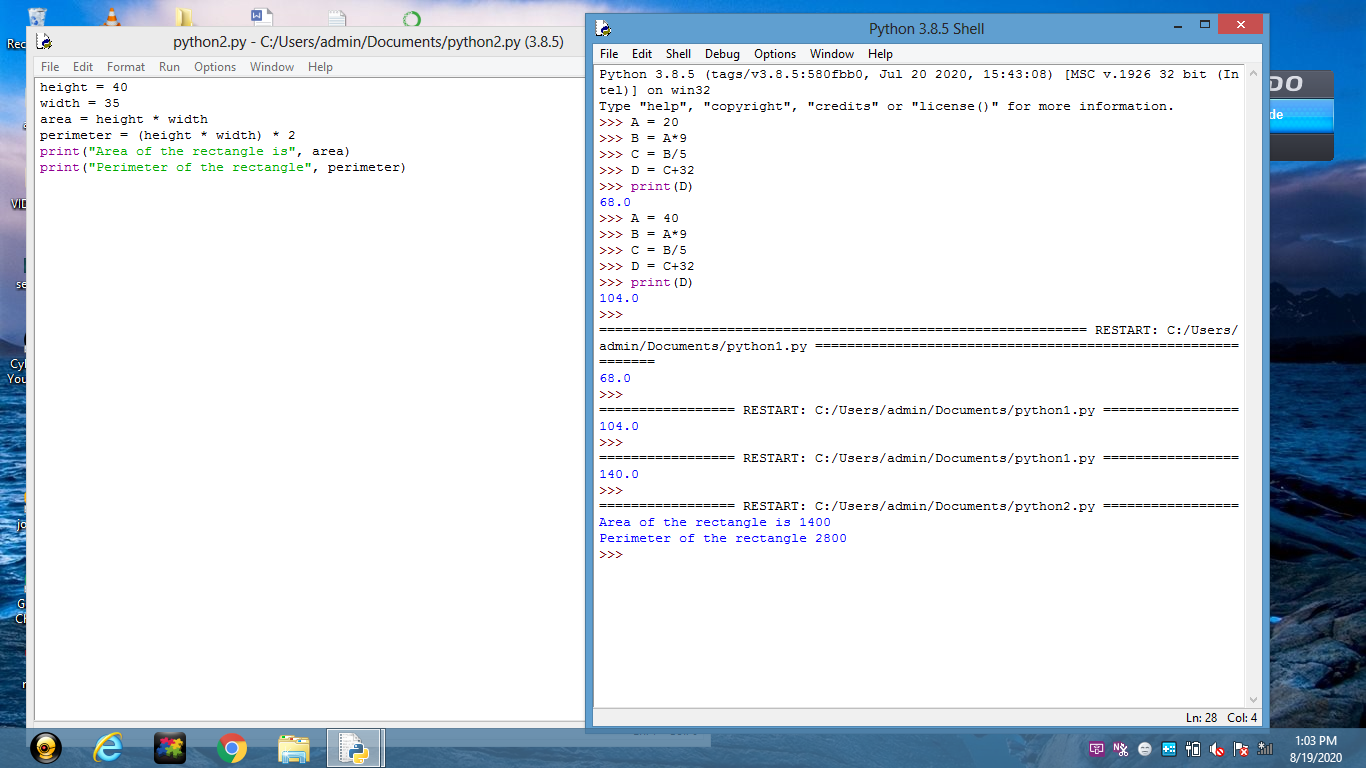 python2.py - C:/Users/admin/Documents/python2.py (3.8.5)
File Edit Format Run Options Window Help
height = 40
width = 35
area = height * width
perimeter = (height * width) * 2
print("Area of the rectangle is", area)
print("Perimeter of the rectangle", perimeter)
Python 3.8.5 Shell
File Edit Shell Debug Options Window Help
Python 3.8.5 (tags/v3.8.5:580fbb0, Jul 20 2020, 15:43:08) [MSC v.1926 32 bit (In
tel)] on win32
Type "help", "copyright", "credits" or "license()" for more information.
>>> A = 20
>>> B = A*9
>>> C = B/5
>>> D = C+32
>>> print(D)
68.0
>>> A = 40
>>> B = A*9
>>> C = B/5
>>> D = C+32
>>> print(D)
104.0
>>>
============================================================= RESTART: C:/Users/
admin/Documents/python1.py =====================================================
=======
68.0
>>>
================= RESTART: C:/Users/admin/Documents/python1.py =================
104.0
>>>
================= RESTART: C:/Users/admin/Documents/python1.py =================
140.0
>>>
================= RESTART: C:/Users/admin/Documents/python2.py =================
Area of the rectangle is 1400
Perimeter of the rectangle 2800
>>>
Ln: 28 Col: 4
1:03 PM
8/19/2020